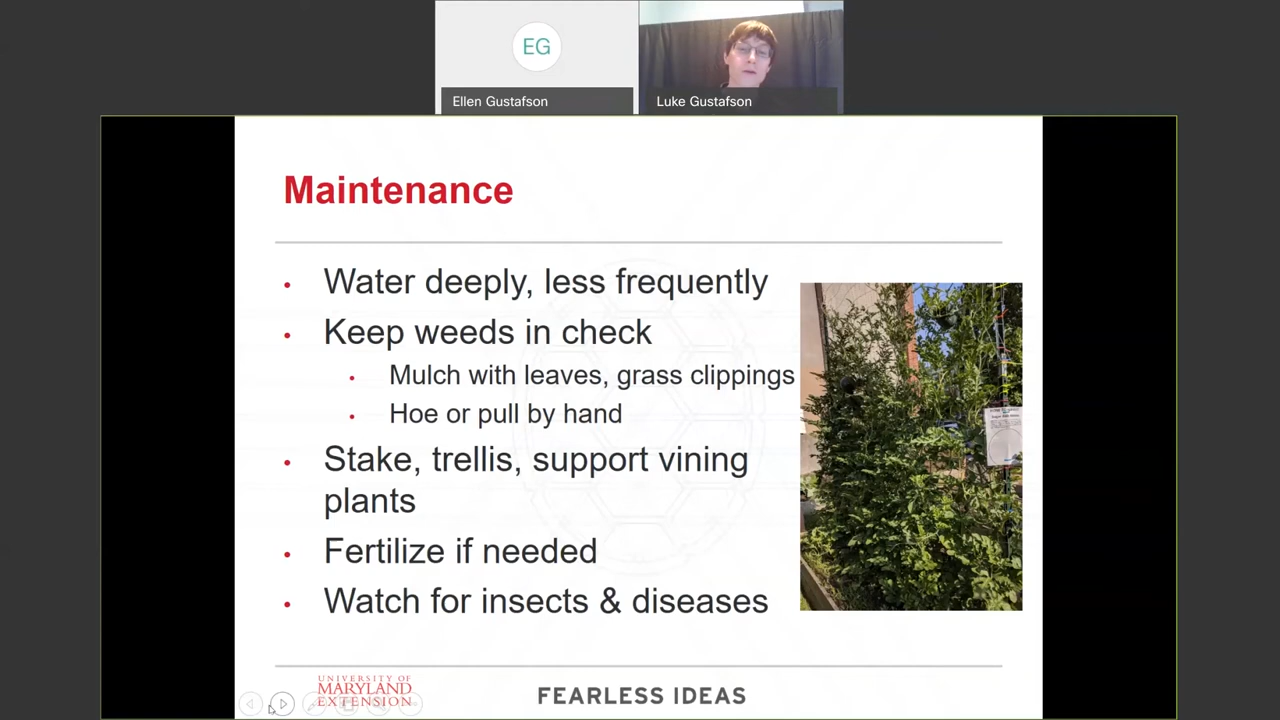 EG
Ellen Gustafson
Luke Gustafson
Maintenance
• Water deeply, less frequently
• Keep weeds in check
• Mulch with leaves, grass clippings
• Hoe or pull by hand
• Stake, trellis, support vining
plants
• Fertilize if needed
• Watch for insects & diseases
UNIVERSITY OF
MARYLAND
EXTENSION
FEARLESS IDEAS